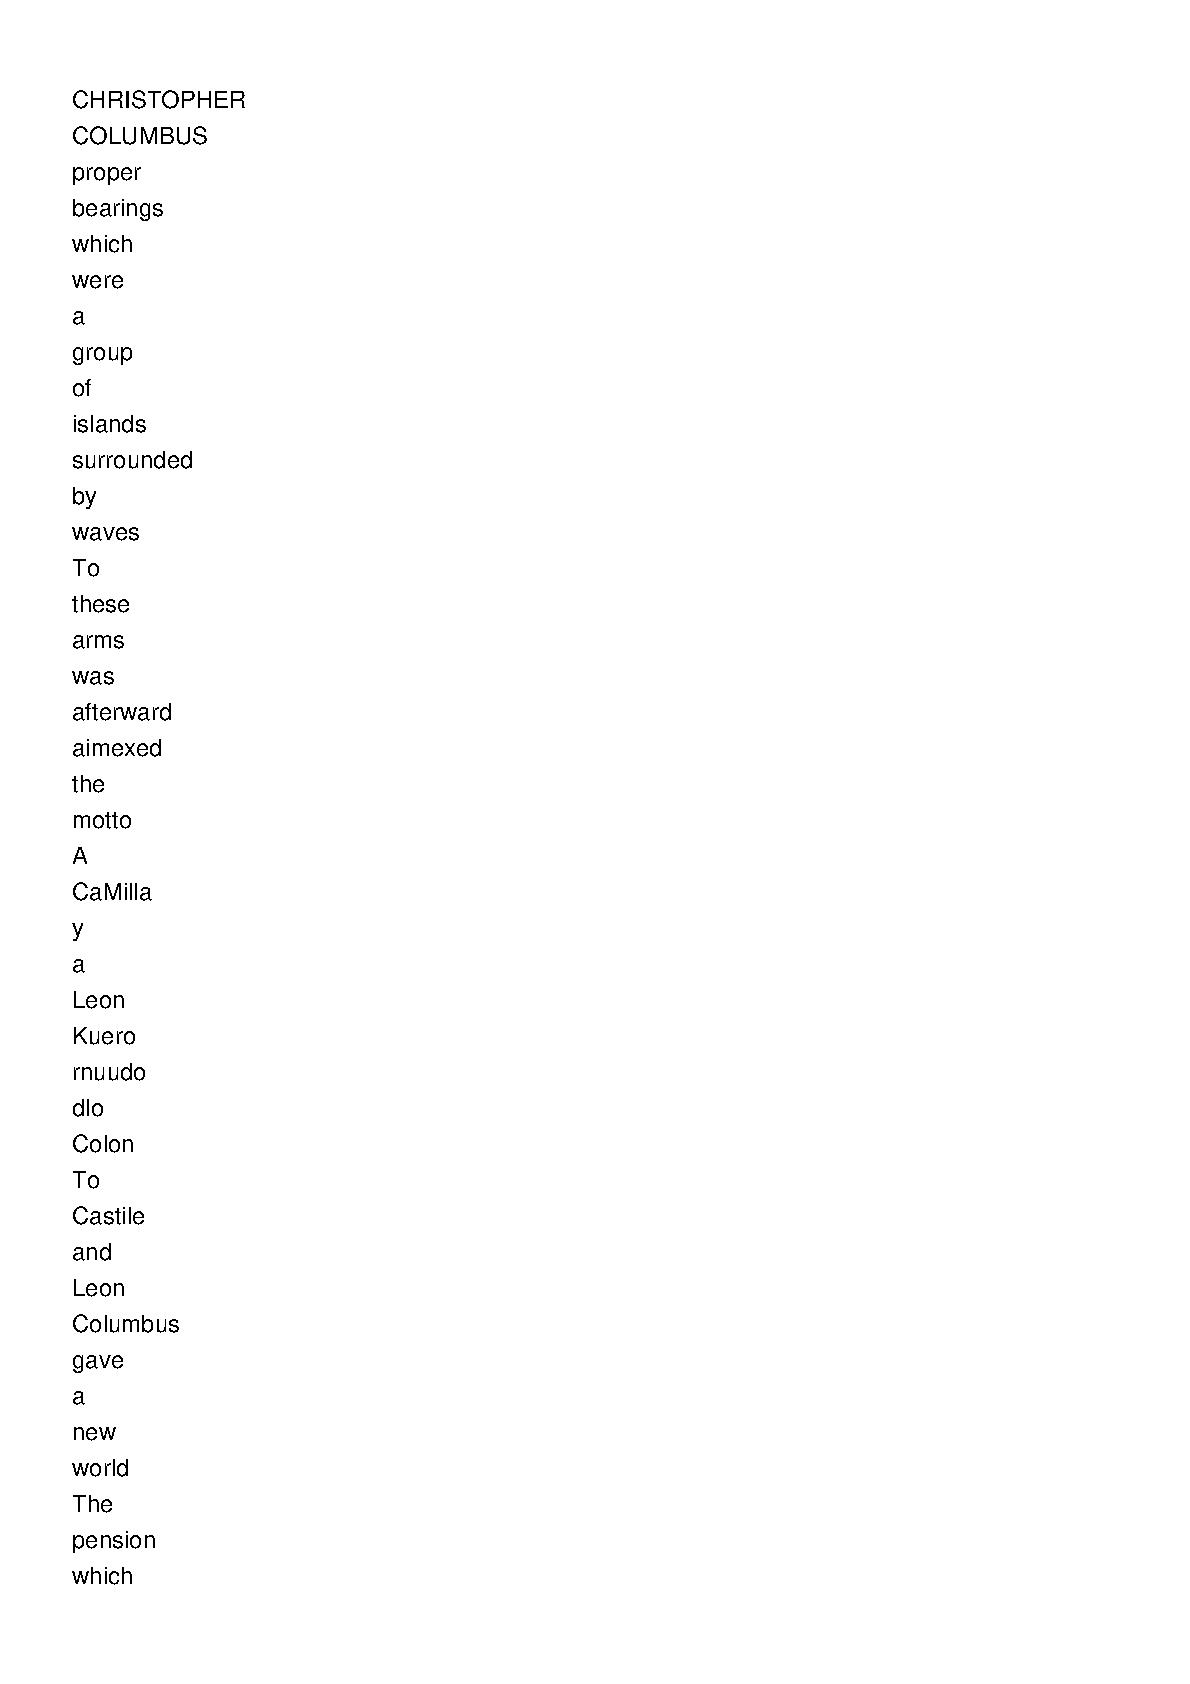 CHRISTOPHER
COLUMBUS
proper
bearings
which
were
a
group
of
islands
surrounded
by
waves
To
these
arms
was
afterward
aimexed
the
motto
A
CaMilla
y
a
Leon
Kuero
rnuudo
dlo
Colon
To
Castile
and
Leon
Columbus
gave
a
new
world
The
pension
which